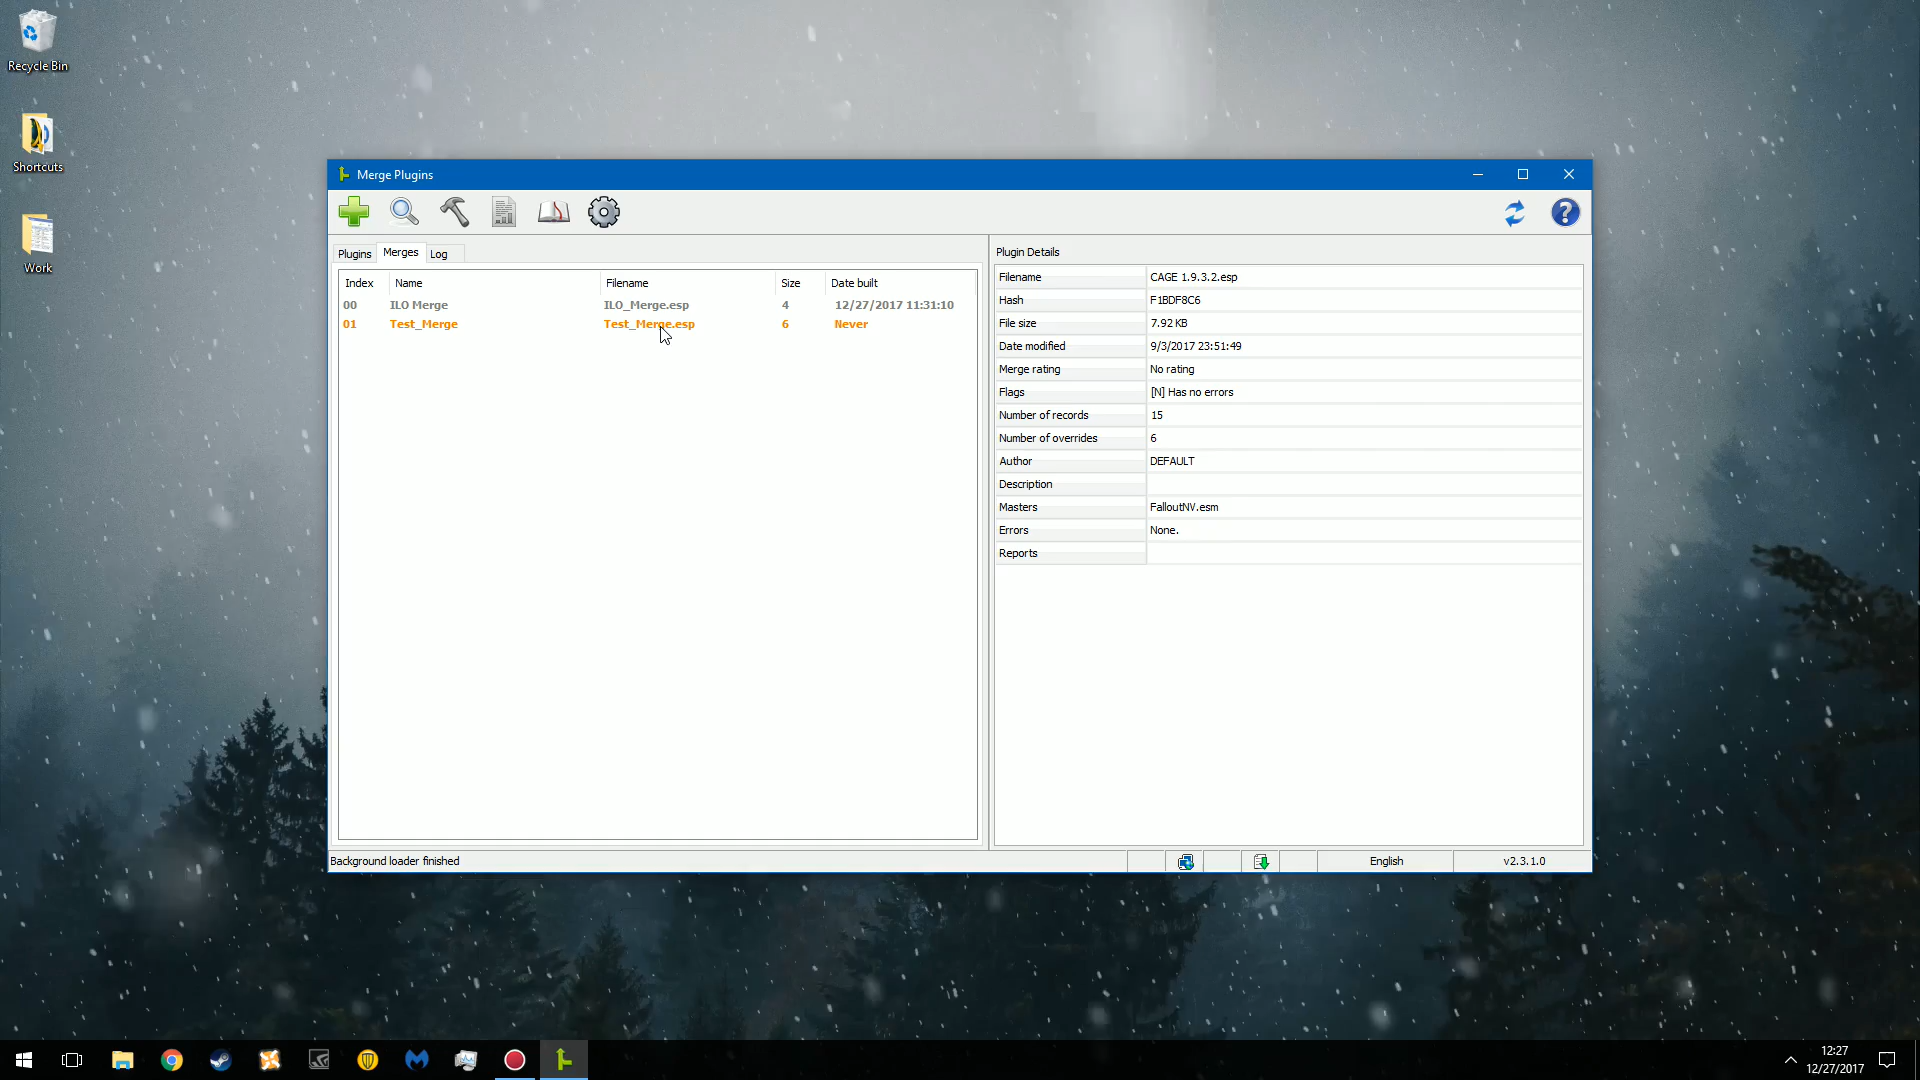 Recycle Bin
Shortcuts
Work
Merge Plugins
Plugins Merges Log
Index Name Filename Size Date built
00 ILO Merge ILO_Merge.esp 4 12/27/2017 11:31:10
01 Test_Merge Test_Merge.esp 6 Never
Plugin Details
Filename CAGE 1.9.3.2.esp
Hash F1BDF8C6
File size 7.92 KB
Date modified 9/3/2017 23:51:49
Merge rating No rating
Flags [N] Has no errors
Number of records 15
Number of overrides 6
Author DEFAULT
Description
Masters FalloutNV.esm
Errors None.
Reports
Background loader finished English v2.3.1.0
12:27
12/27/2017